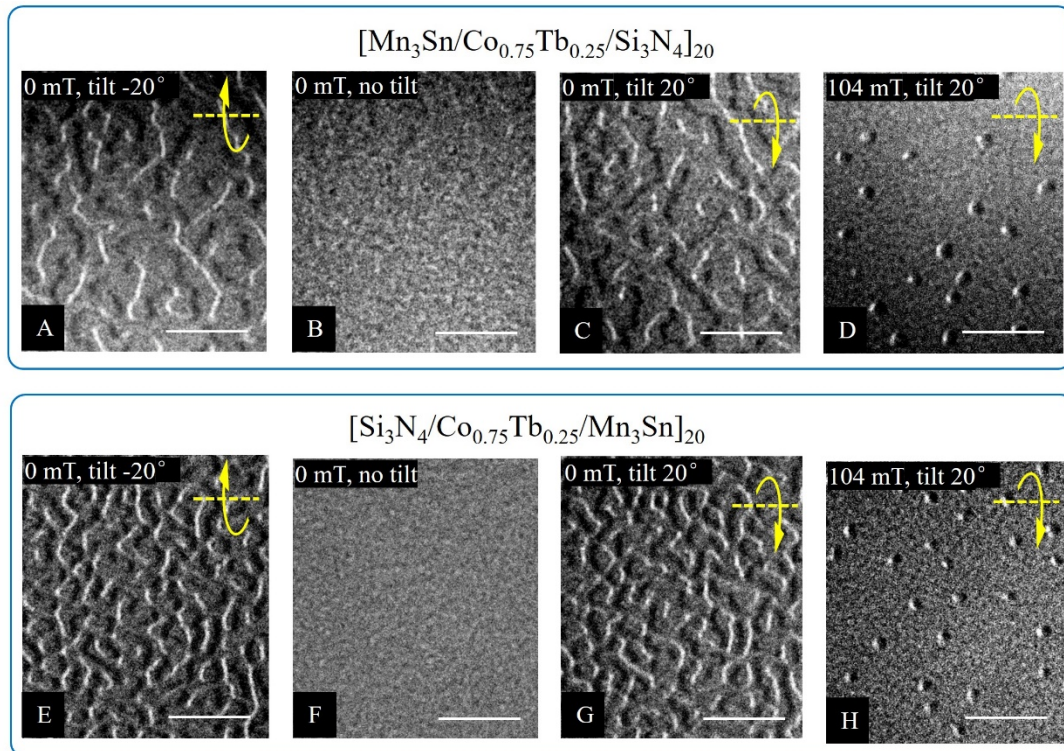 [Mn₃Sn/Co₀.₇₅Tb₀.₂₅/Si₃N₄]₂₀
0 mT, tilt -20°
0 mT, no tilt
0 mT, tilt 20°
104 mT, tilt 20°
A
B
C
D
[Si₃N₄/Co₀.₇₅Tb₀.₂₅/Mn₃Sn]₂₀
0 mT, tilt -20°
0 mT, no tilt
0 mT, tilt 20°
104 mT, tilt 20°
E
F
G
H